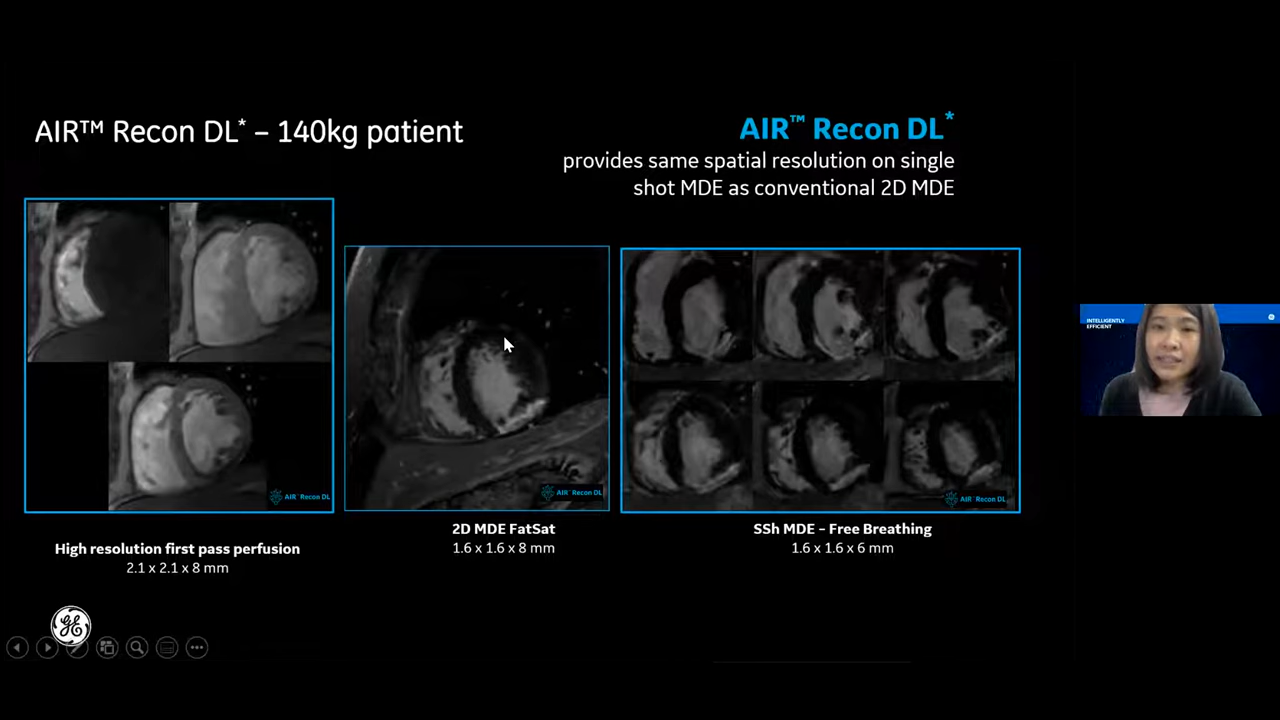 AIR™ Recon DL* – 140kg patient
AIR™ Recon DL*
provides same spatial resolution on single
shot MDE as conventional 2D MDE
AIR™ Recon DL
AIR™ Recon DL
AIR™ Recon DL
High resolution first pass perfusion
2.1 x 2.1 x 8 mm
2D MDE FatSat
1.6 x 1.6 x 8 mm
SSh MDE – Free Breathing
1.6 x 1.6 x 6 mm
INTELLIGENTLY
EFFICIENT
GE